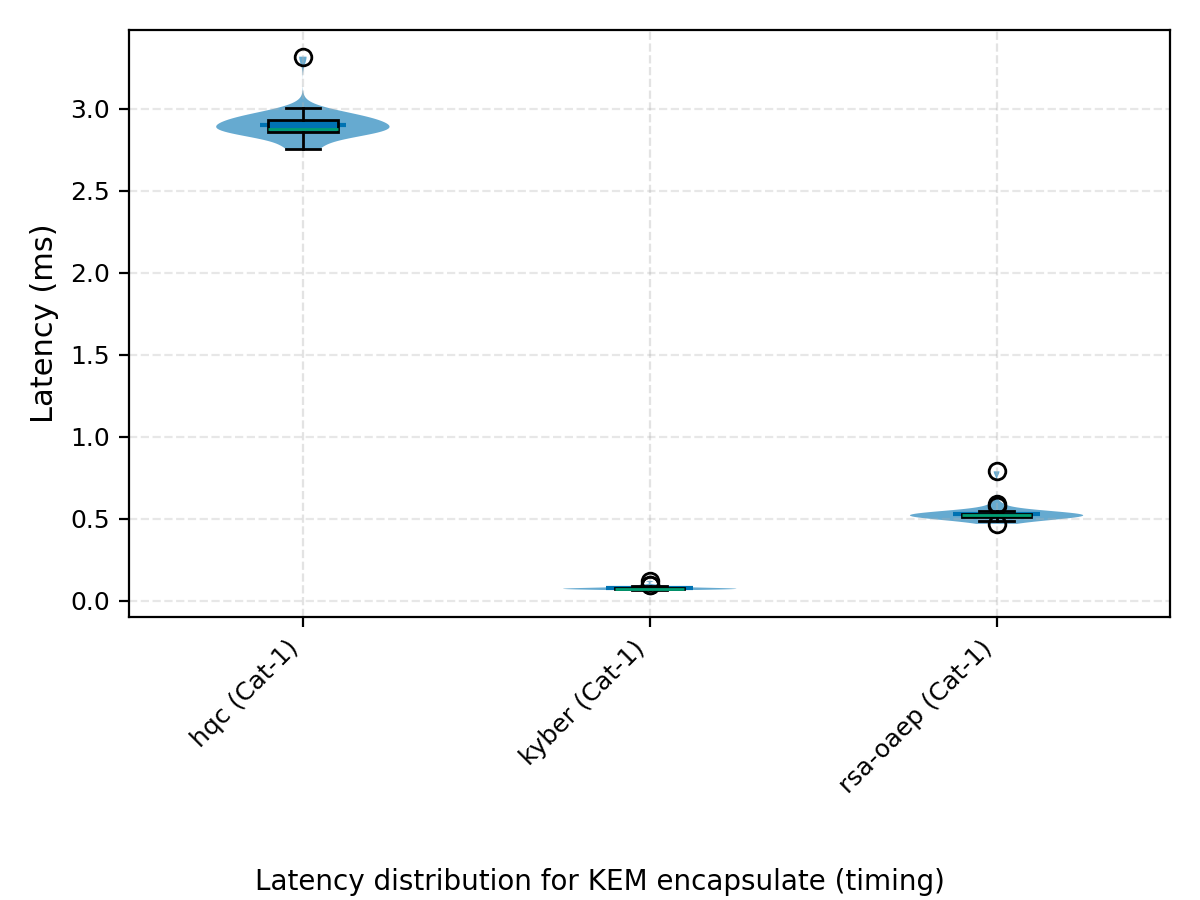 Latency (ms)
3.0
2.5
2.0
1.5
1.0
0.5
0.0
hqc (Cat-1)
kyber (Cat-1)
rsa-oaep (Cat-1)
Latency distribution for KEM encapsulate (timing)